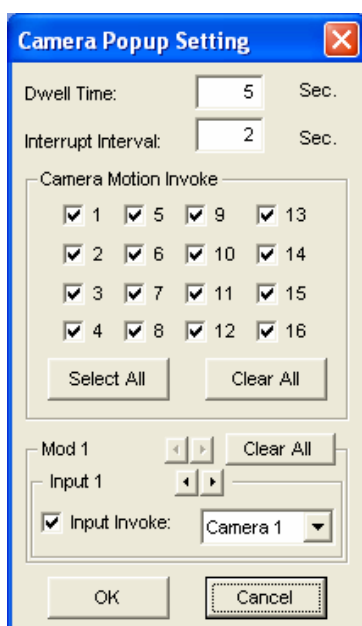 Camera Popup Setting
Dwell Time: 5 Sec.
Interrupt Interval: 2 Sec.
Camera Motion Invoke
1 5 9 13
2 6 10 14
3 7 11 15
4 8 12 16
Select All Clear All
Mod 1 Clear All
Input 1
Input Invoke: Camera 1
OK Cancel